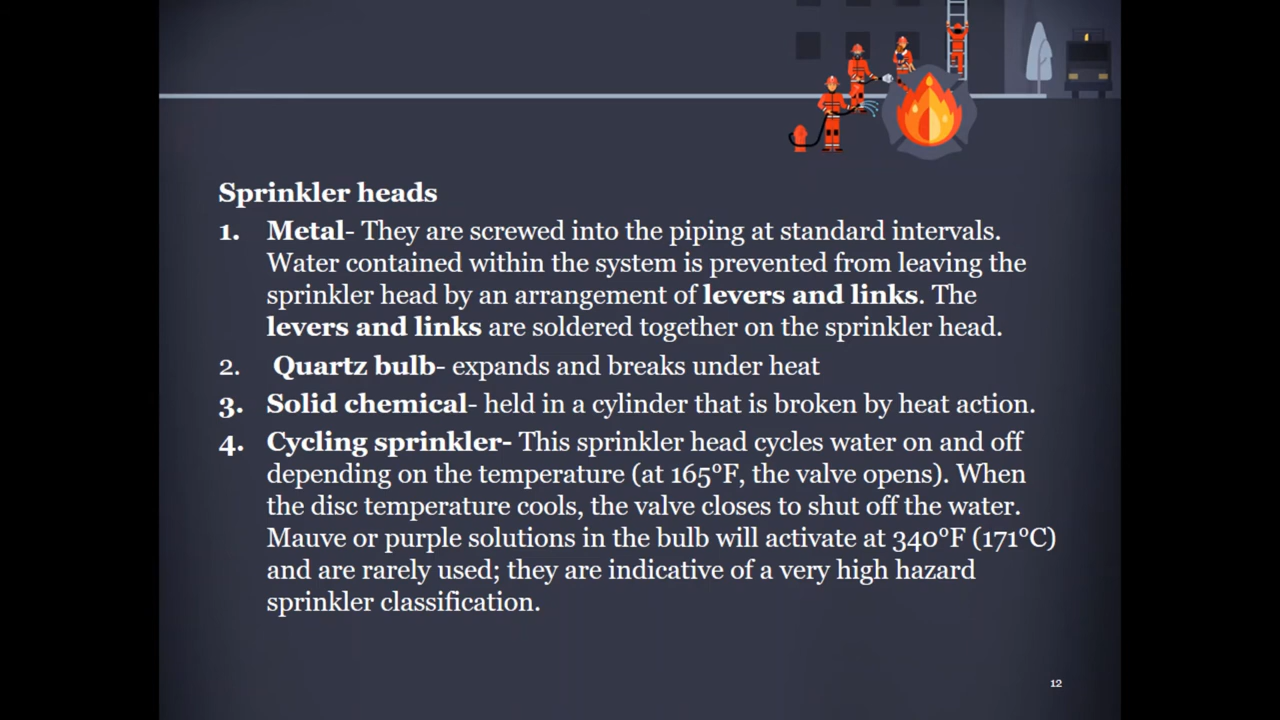 Sprinkler heads
1. Metal- They are screwed into the piping at standard intervals.
Water contained within the system is prevented from leaving the
sprinkler head by an arrangement of levers and links. The
levers and links are soldered together on the sprinkler head.
2. Quartz bulb- expands and breaks under heat
3. Solid chemical- held in a cylinder that is broken by heat action.
4. Cycling sprinkler- This sprinkler head cycles water on and off
depending on the temperature (at 165°F, the valve opens). When
the disc temperature cools, the valve closes to shut off the water.
Mauve or purple solutions in the bulb will activate at 340°F (171°C)
and are rarely used; they are indicative of a very high hazard
sprinkler classification.
12